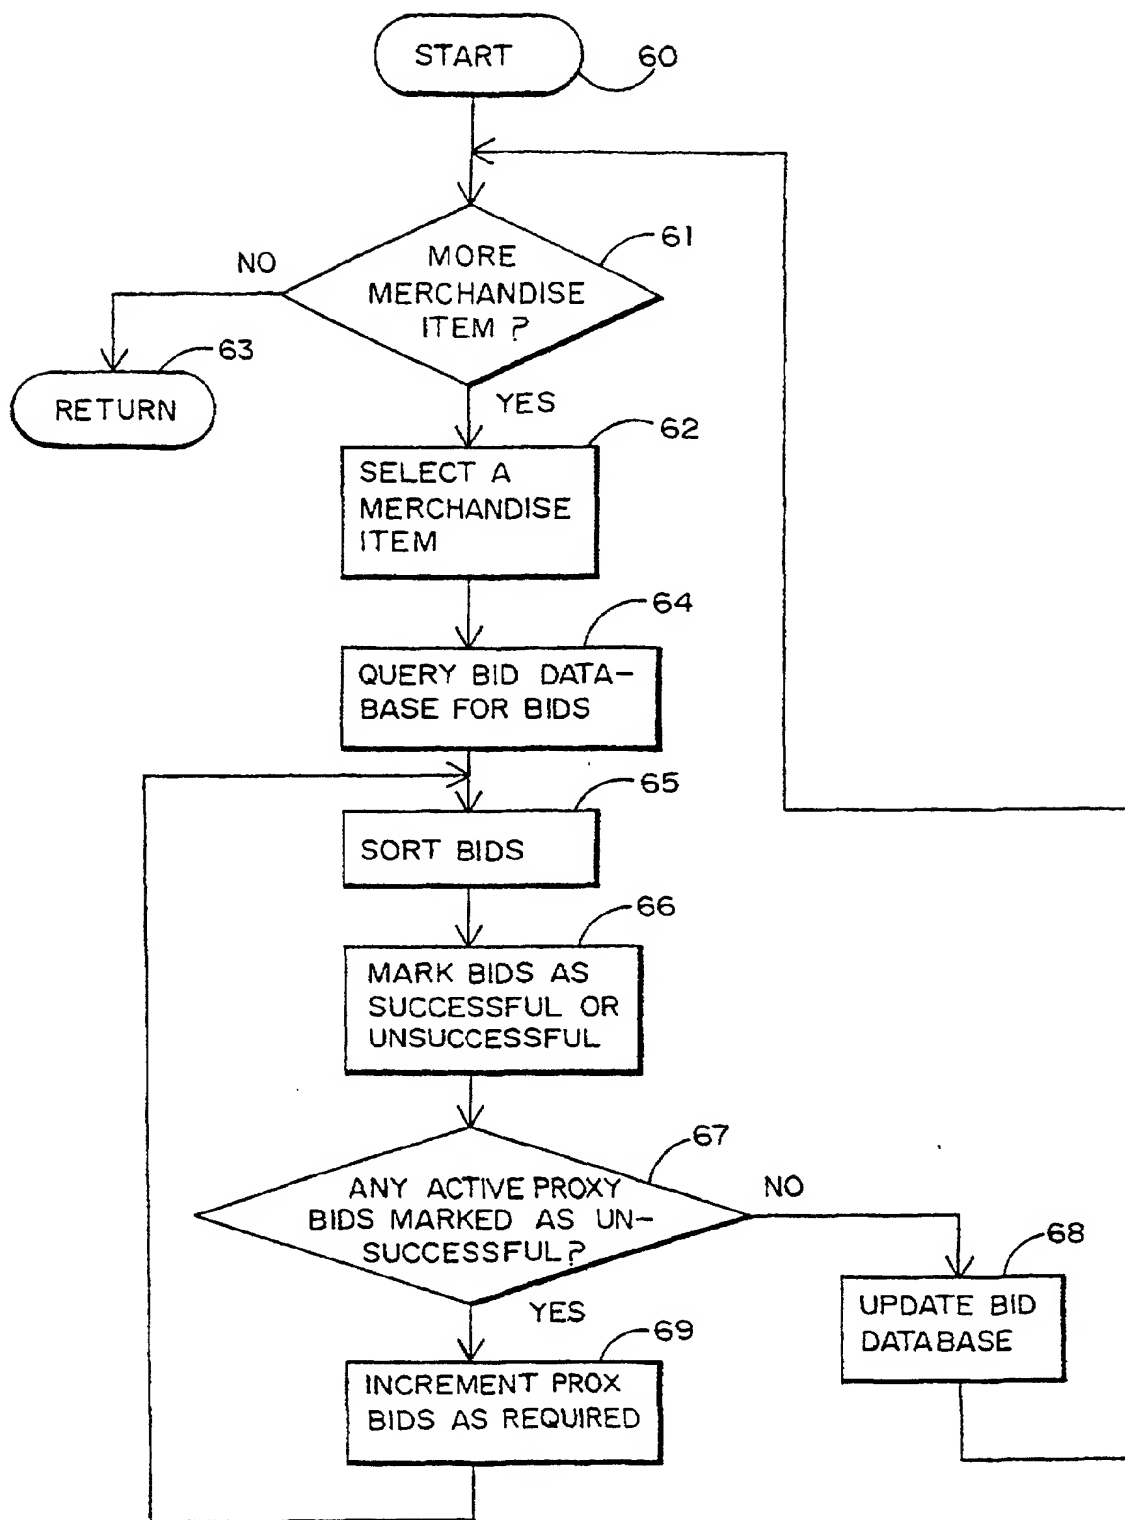 START
60
61
MORE
MERCHANDISE
ITEM ?
NO
63
RETURN
YES
62
SELECT A
MERCHANDISE
ITEM
64
QUERY BID DATA-
BASE FOR BIDS
65
SORT BIDS
66
MARK BIDS AS
SUCCESSFUL OR
UNSUCCESSFUL
67
ANY ACTIVE PROXY
BIDS MARKED AS UN-
SUCCESSFUL?
NO
68
UPDATE BID
DATABASE
YES
69
INCREMENT PROX
BIDS AS REQUIRED